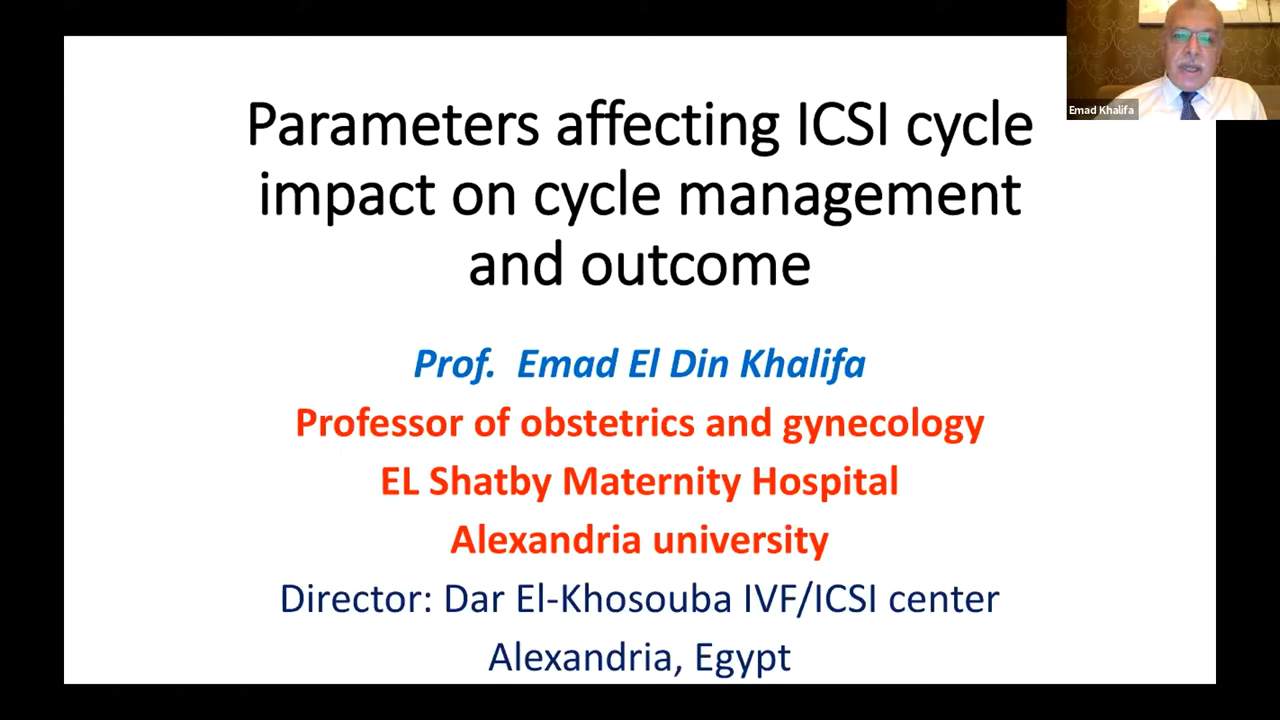 Parameters affecting ICSI cycle
impact on cycle management
and outcome
Prof. Emad El Din Khalifa
Professor of obstetrics and gynecology
EL Shatby Maternity Hospital
Alexandria university
Director: Dar El-Khosouba IVF/ICSI center
Alexandria, Egypt
Emad Khalifa